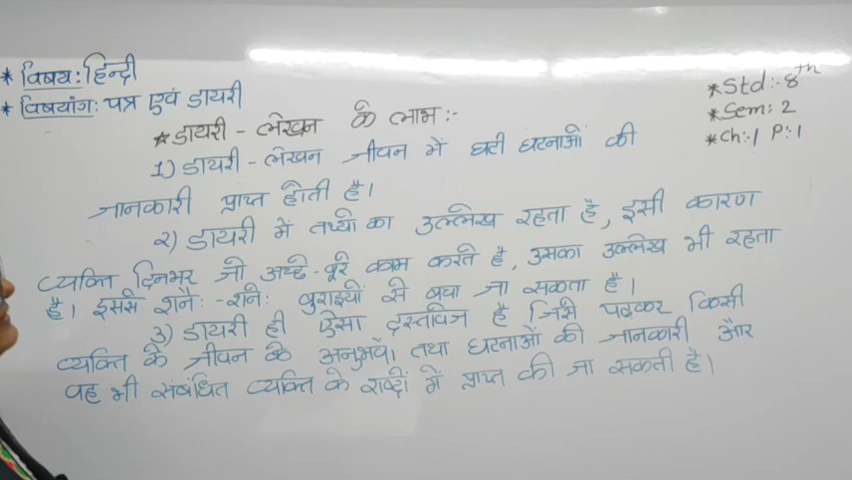 * विषय: हिन्दी
* विषयांग: पत्र एवं डायरी
* Std:- 8th
* Sem: 2
* Ch:-1 P:1
* डायरी - लेखन के लाभ :-
1) डायरी - लेखन जीवन में घटी घटनाओं की
जानकारी प्राप्त होती है।
२) डायरी में तथ्यों का उल्लेख रहता है, इसी कारण
व्यक्ति दिनभर जो अच्छे - बूरे काम करते है, उसका उल्लेख भी रहता
है। इससे शनै: -शनै: बुराइयों से बचा जा सकता है।
3) डायरी ही ऐसा दस्तावेज है जिसे पढ़कर किसी
व्यक्ति के जीवन के अनुभवों तथा घटनाओं की जानकारी और
वह भी संबंधित व्यक्ति के शब्दों में प्राप्त की जा सकती है।